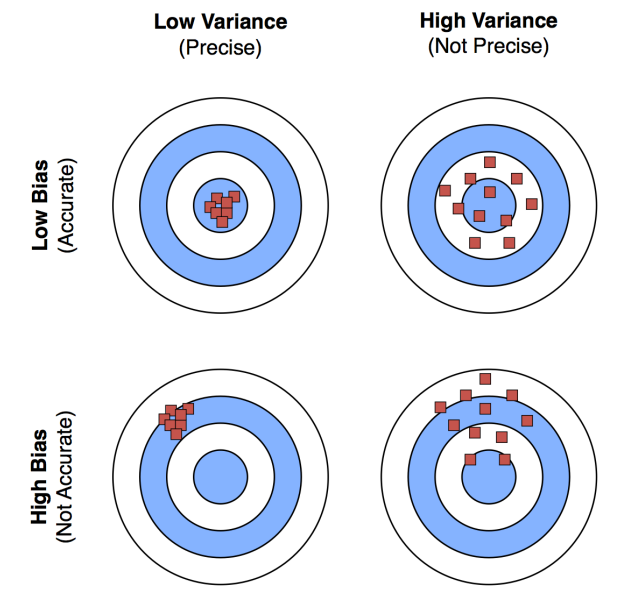 Low Variance
(Precise)
High Variance
(Not Precise)
Low Bias
(Accurate)
High Bias
(Not Accurate)